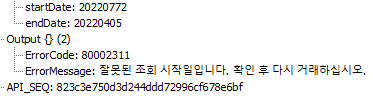 startDate: 20220772
endDate: 20220405
Output {} (2)
ErrorCode: 80002311
ErrorMessage: 잘못된 조회 시작일입니다. 확인 후 다시 거래하십시오.
API_SEQ: 823c3e750d3d244ddd72996cf678e6bf